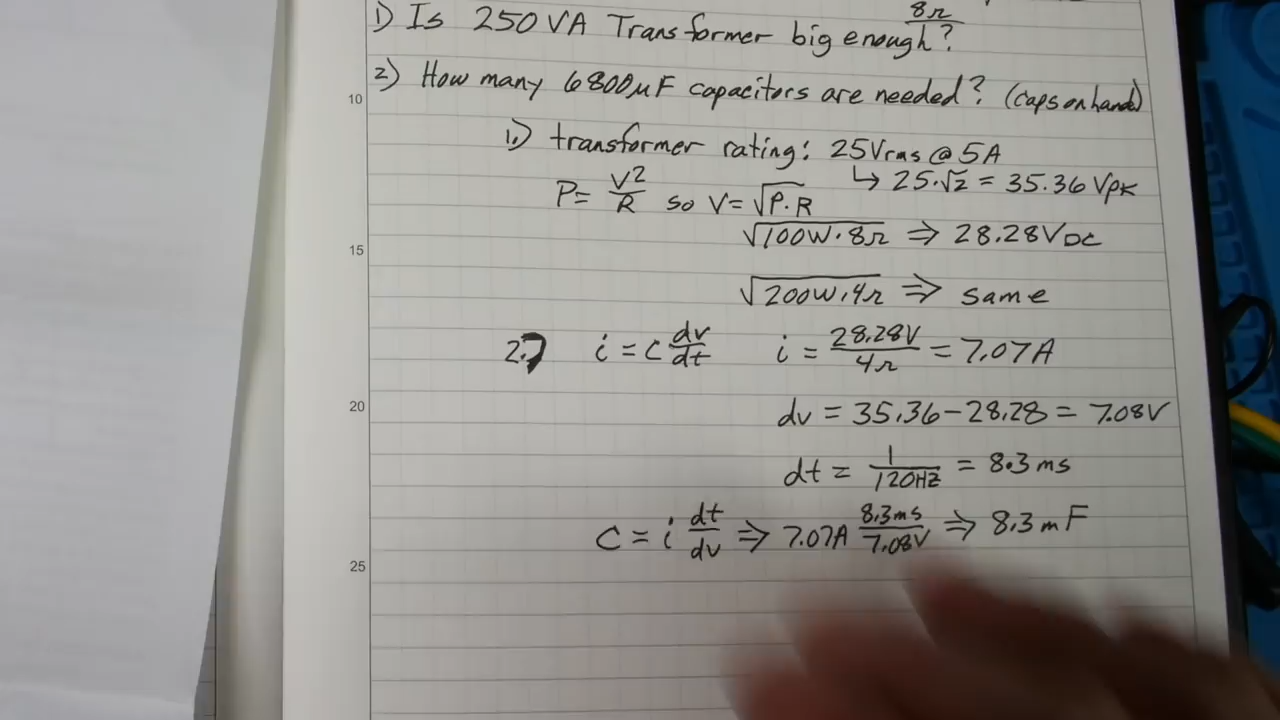 8Ω
1) Is 250VA Transformer big enough?
2) How many 6800µF capacitors are needed? (caps on hand)
10
1.) transformer rating: 25Vrms @ 5A
↳ 25·√2 = 35.36 Vpk
P = V²/R so V = √P·R
√100W·8Ω ⇒ 28.28VDC
15
√200W·4Ω ⇒ same
2.) i = C dv/dt i = 28.28V/4Ω = 7.07A
20
dv = 35.36 - 28.28 = 7.08V
dt = 1/120Hz = 8.3ms
C = i dt/dv ⇒ 7.07A 8.3ms/7.08V ⇒ 8.3mF
25